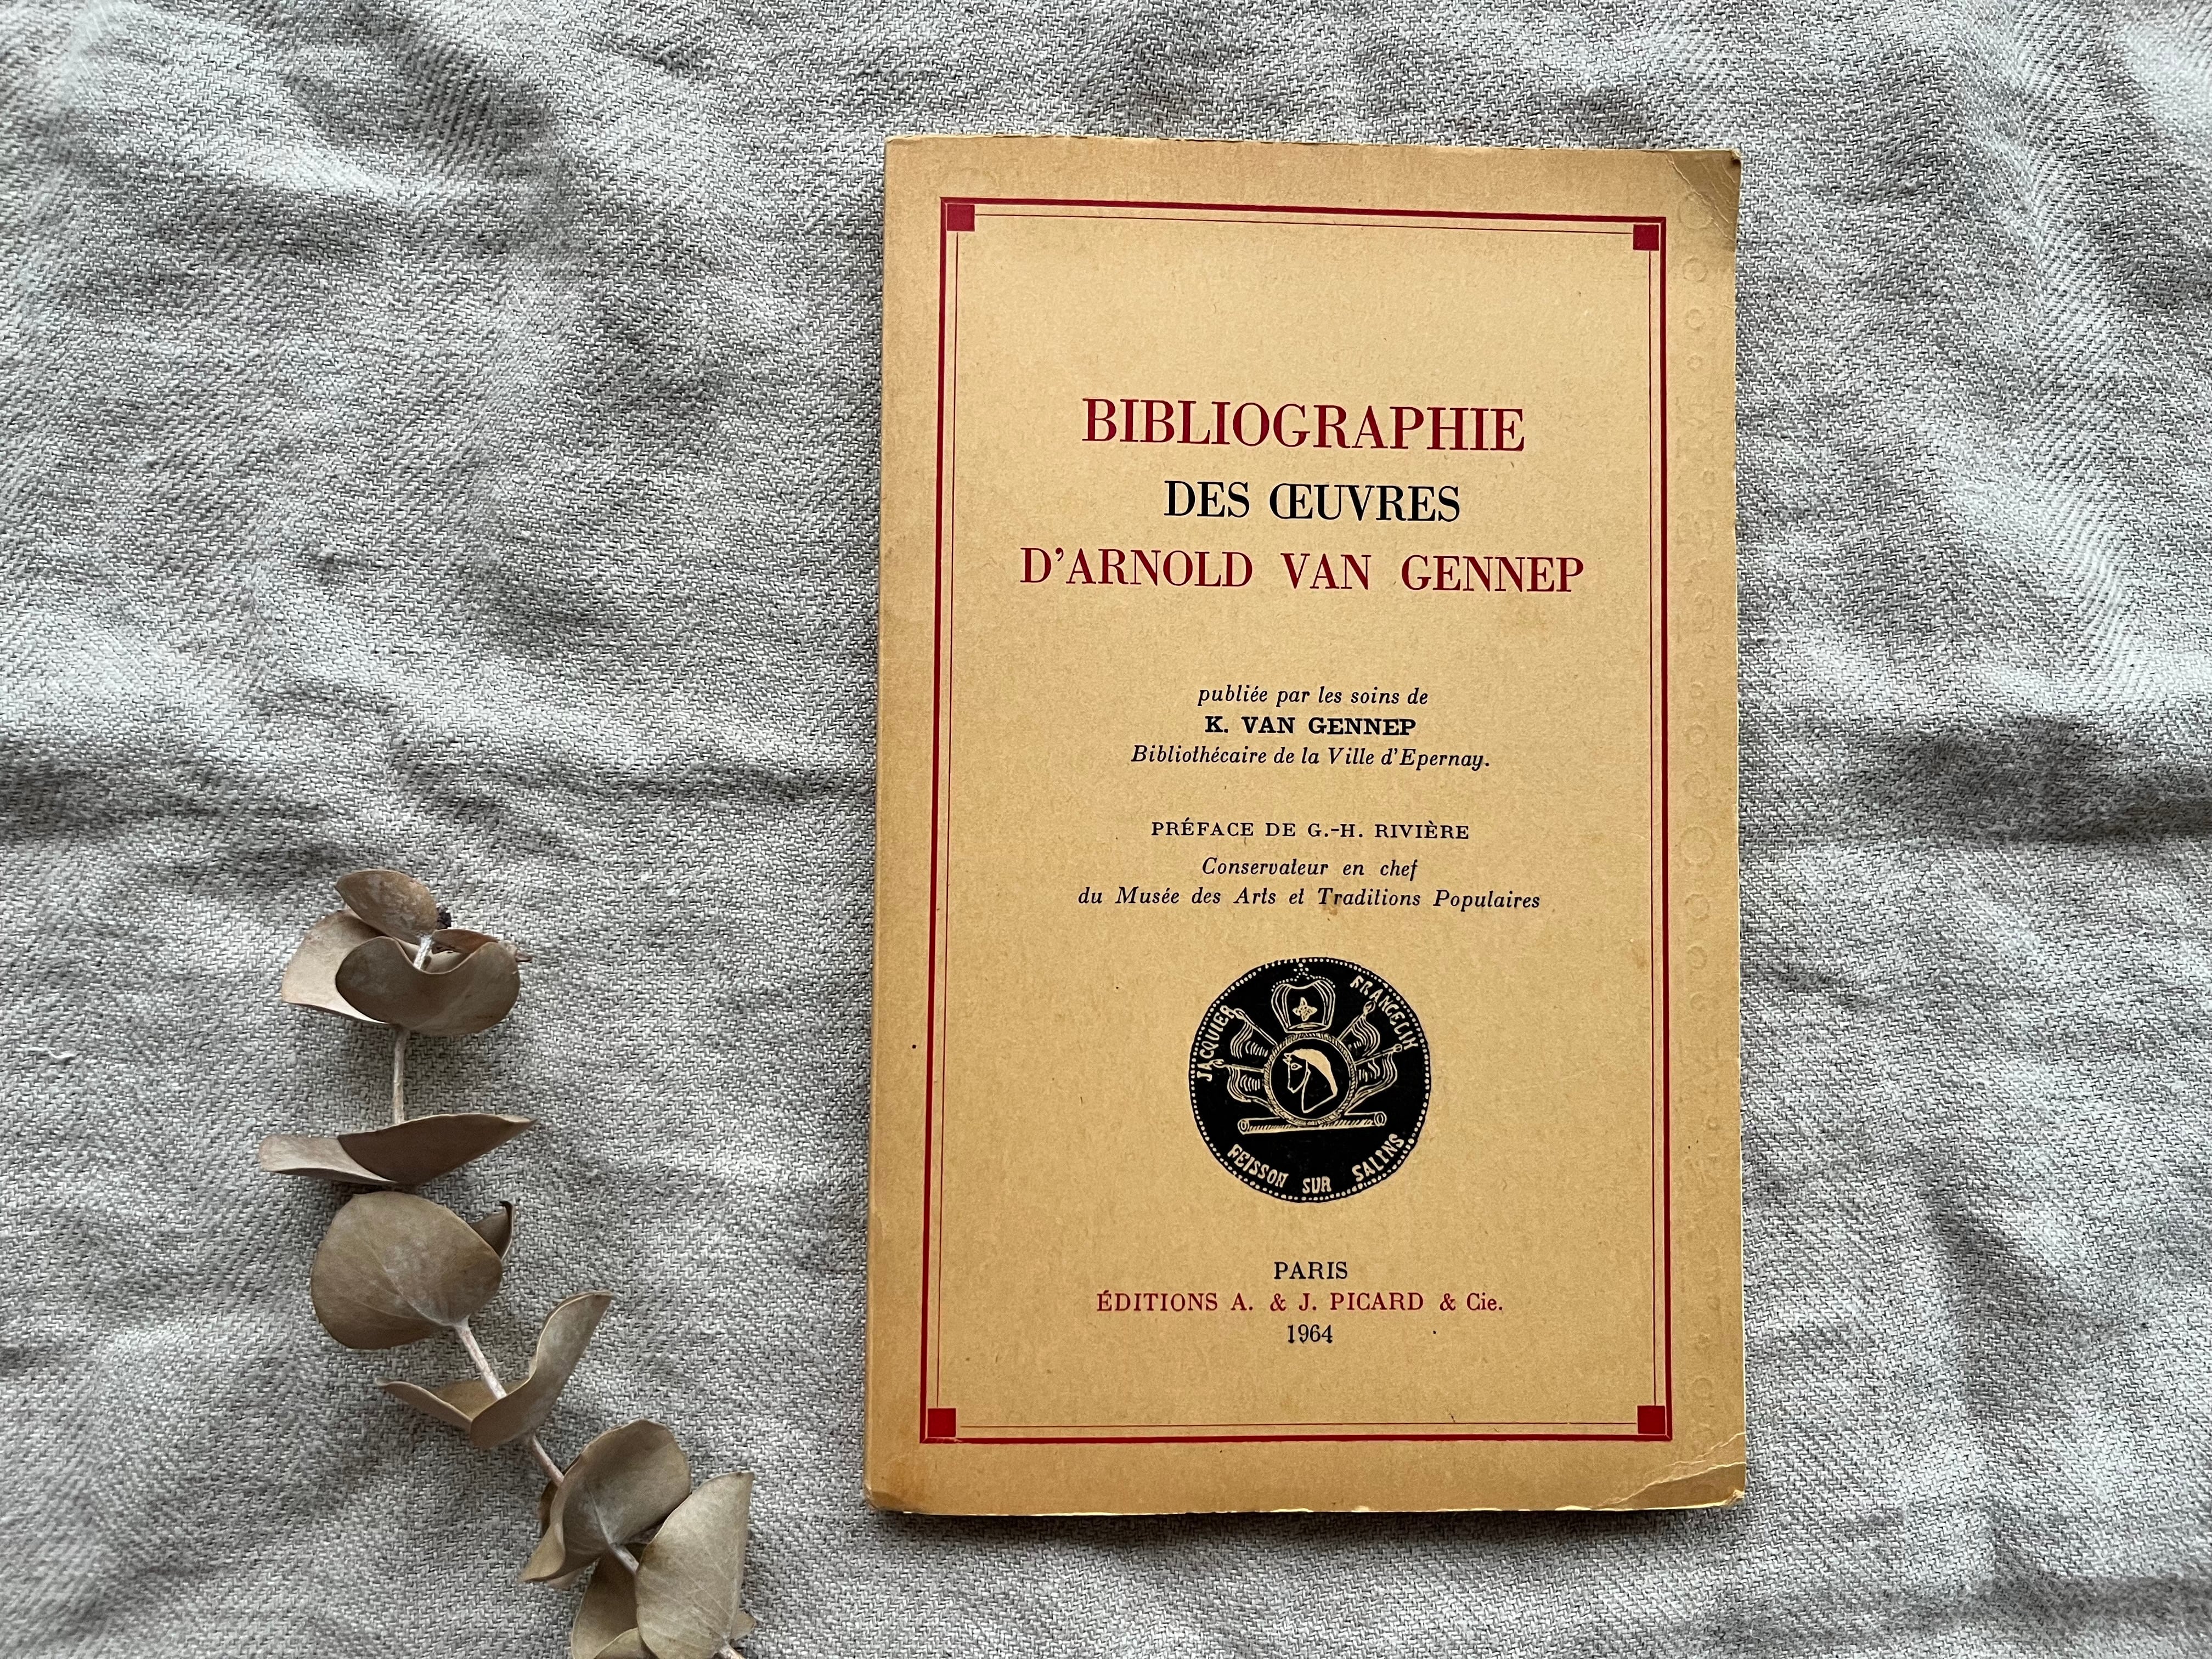 BIBLIOGRAPHIE
DES ŒUVRES
D'ARNOLD VAN GENNEP
publiée par les soins de
K. VAN GENNEP
Bibliothécaire de la Ville d'Epernay.
PRÉFACE DE G.-H. RIVIÈRE
Conservateur en chef
du Musée des Arts et Traditions Populaires
JACQUIER FRANCELIN
FEISSON SUR SALINS
PARIS
ÉDITIONS A. & J. PICARD & Cie.
1964